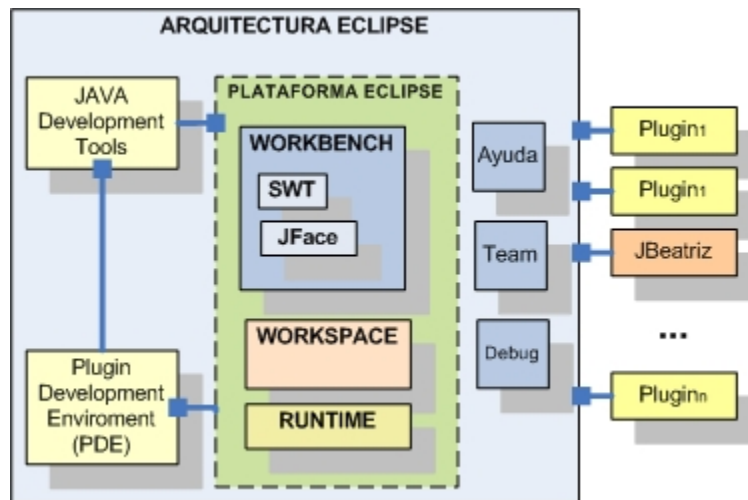 ARQUITECTURA ECLIPSE
JAVA
Development
Tools
PLATAFORMA ECLIPSE
WORKBENCH
SWT
JFace
WORKSPACE
RUNTIME
Plugin
Development
Enviroment
(PDE)
Ayuda
Team
Debug
Plugin1
Plugin1
JBeatriz
...
Pluginn